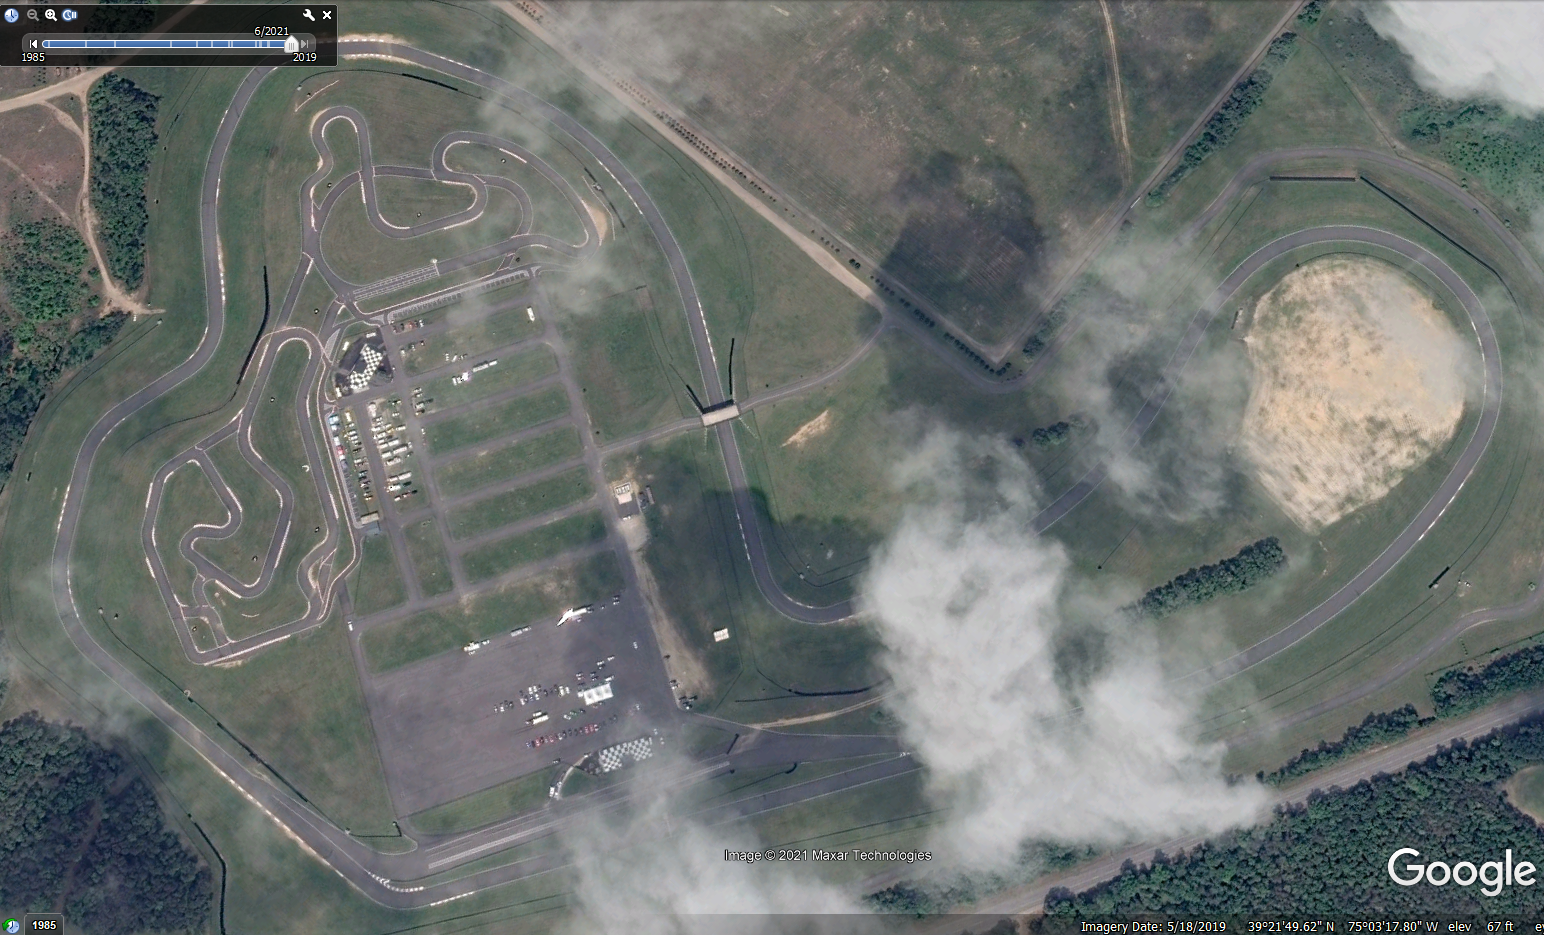 6/2021
1985
2019
Image © 2021 Maxar Technologies
Google
1985
Imagery Date: 5/18/2019 39°21'49.62" N 75°03'17.80" W elev 67 ft